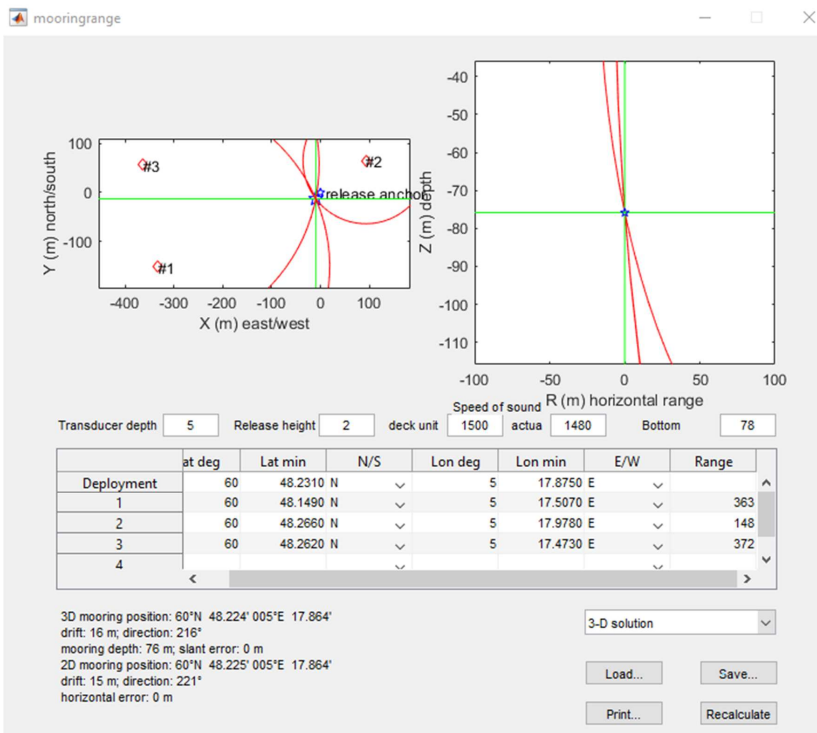 mooringrange
100
0
-100
Y (m) north/south
-400 -300 -200 -100 0 100
X (m) east/west
#3
#2
release anchor
#1
-40
-50
-60
-70
-80
-90
-100
-110
Z (m) depth
-100 -50 0 50 100
R (m) horizontal range
Speed of sound
Transducer depth 5 Release height 2 deck unit 1500 actua 1480 Bottom 78
at deg Lat min N/S Lon deg Lon min E/W Range
Deployment 60 48.2310 N 5 17.8750 E
1 60 48.1490 N 5 17.5070 E 363
2 60 48.2660 N 5 17.9780 E 148
3 60 48.2620 N 5 17.4730 E 372
4
3D mooring position: 60°N 48.224' 005°E 17.864'
drift: 16 m; direction: 216°
mooring depth: 76 m; slant error: 0 m
2D mooring position: 60°N 48.225' 005°E 17.864'
drift: 15 m; direction: 221°
horizontal error: 0 m
3-D solution
Load... Save...
Print... Recalculate